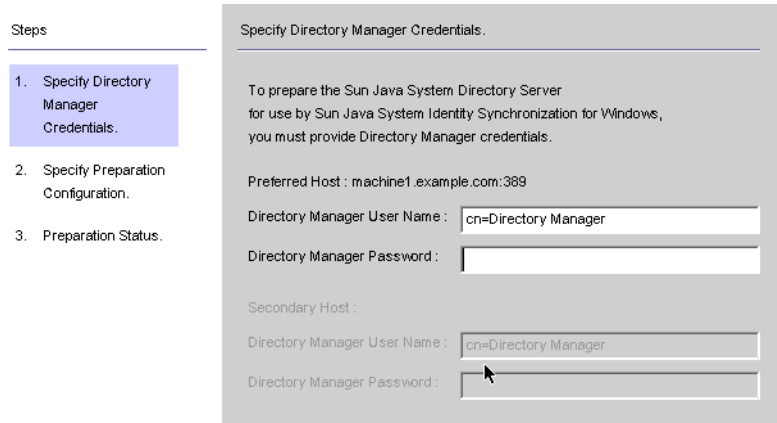 Steps
1. Specify Directory
Manager
Credentials.
2. Specify Preparation
Configuration.
3. Preparation Status.
Specify Directory Manager Credentials.
To prepare the Sun Java System Directory Server
for use by Sun Java System Identity Synchronization for Windows,
you must provide Directory Manager credentials.
Preferred Host : machine1.example.com:389
Directory Manager User Name : cn=Directory Manager
Directory Manager Password :
Secondary Host :
Directory Manager User Name : cn=Directory Manager
Directory Manager Password :